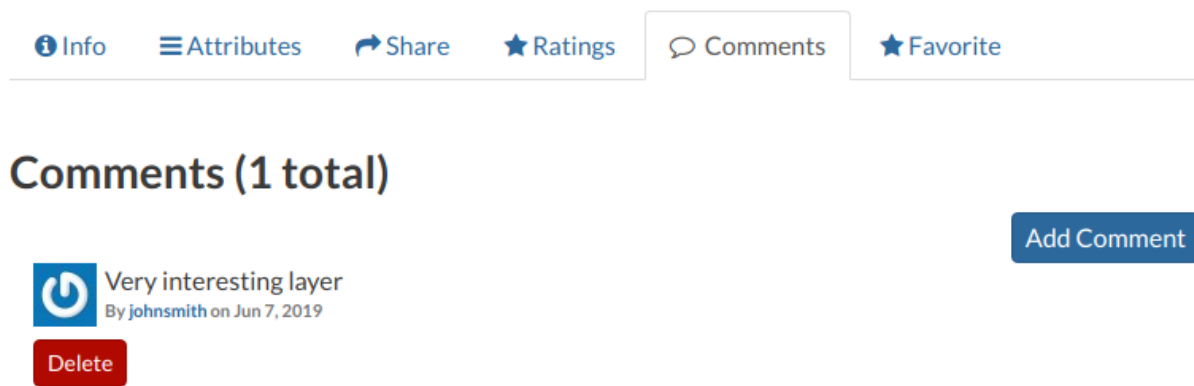 Info Attributes Share Ratings Comments Favorite
Comments (1 total)
Add Comment
Very interesting layer
By johnsmith on Jun 7, 2019
Delete